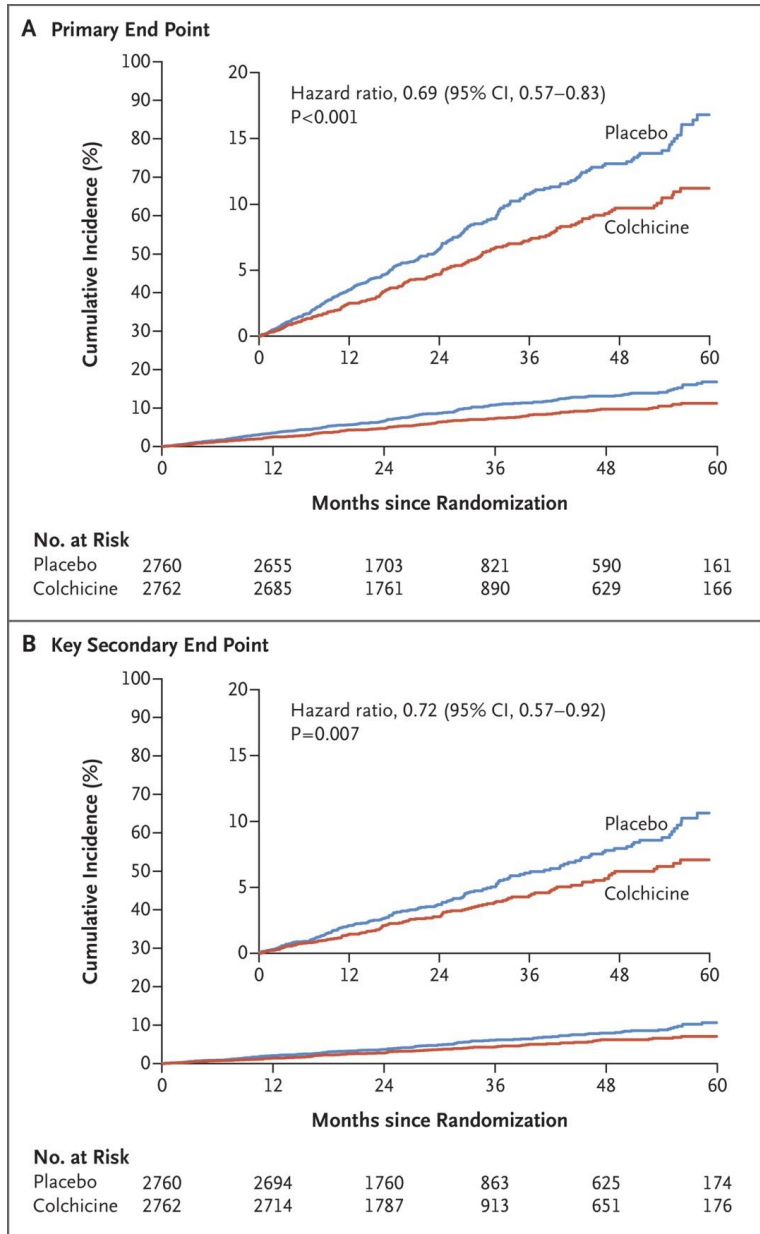 A Primary End Point
Cumulative Incidence (%)
100
90
80
70
60
50
40
30
20
10
0
20
15
10
5
0
Hazard ratio, 0.69 (95% CI, 0.57–0.83)
P<0.001
Placebo
Colchicine
0 12 24 36 48 60
0 12 24 36 48 60
Months since Randomization
No. at Risk
Placebo 2760 2655 1703 821 590 161
Colchicine 2762 2685 1761 890 629 166
B Key Secondary End Point
Cumulative Incidence (%)
100
90
80
70
60
50
40
30
20
10
0
20
15
10
5
0
Hazard ratio, 0.72 (95% CI, 0.57–0.92)
P=0.007
Placebo
Colchicine
0 12 24 36 48 60
0 12 24 36 48 60
Months since Randomization
No. at Risk
Placebo 2760 2694 1760 863 625 174
Colchicine 2762 2714 1787 913 651 176